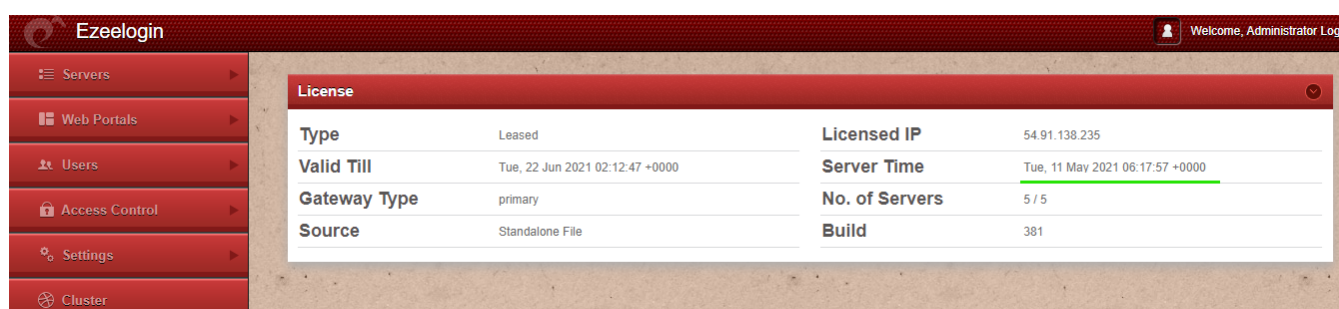 Ezeelogin
Welcome, Administrator Log
Servers
Web Portals
Users
Access Control
Settings
Cluster
License
Type Leased Licensed IP 54.91.138.235
Valid Till Tue, 22 Jun 2021 02:12:47 +0000 Server Time Tue, 11 May 2021 06:17:57 +0000
Gateway Type primary No. of Servers 5 / 5
Source Standalone File Build 381